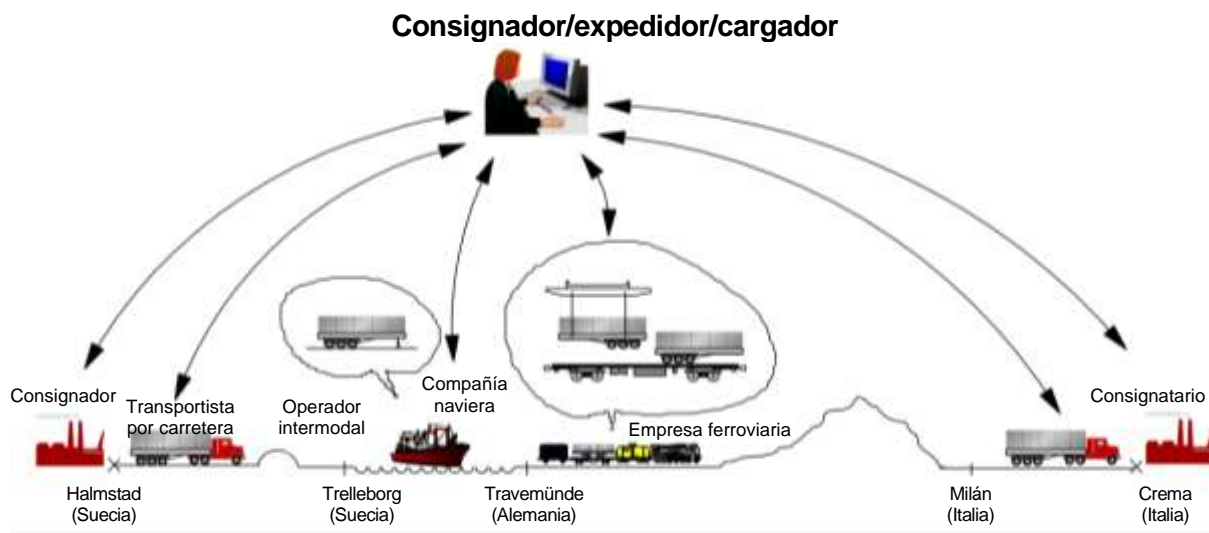 Consignador/expedidor/cargador
Consignador
Transportista
por carretera
Operador
intermodal
Compañía
naviera
Empresa ferroviaria
Consignatario
Halmstad
(Suecia)
Trelleborg
(Suecia)
Travemünde
(Alemania)
Milán
(Italia)
Crema
(Italia)